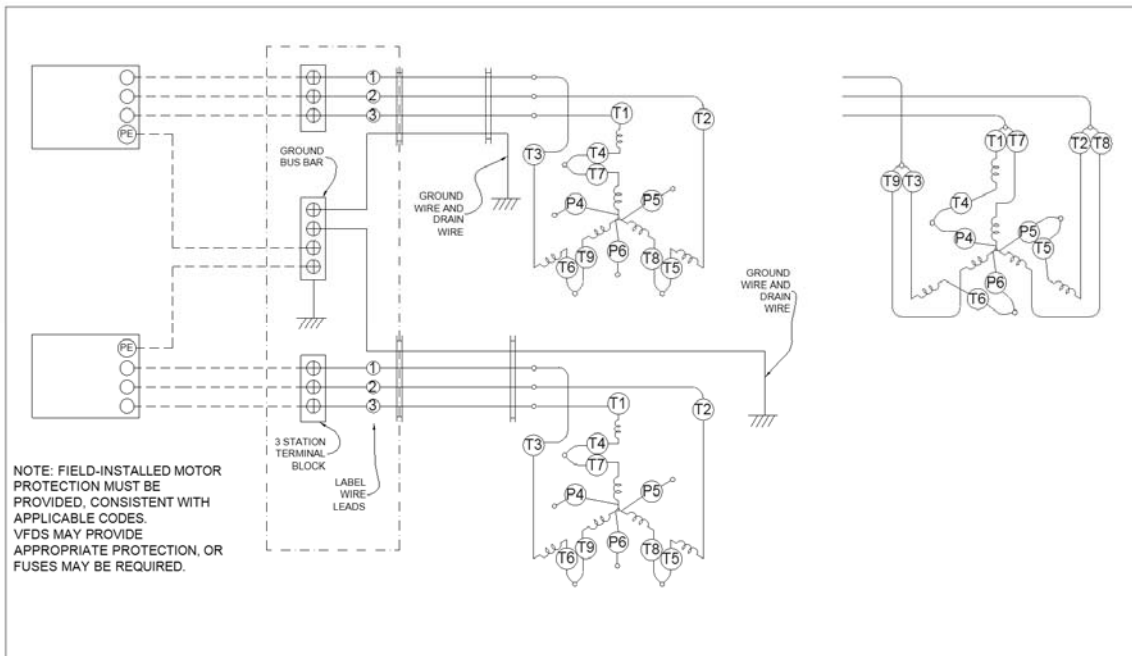 PE
GROUND
BUS BAR
1
2
3
GROUND
WIRE AND
DRAIN
WIRE
T1
T2
T3
T4
T7
P4
P5
P6
T6
T9
T8
T5
T1
T7
T2
T8
T9
T3
T4
P4
P5
T5
P6
T6
GROUND
WIRE AND
DRAIN
WIRE
PE
1
2
3
3 STATION
TERMINAL
BLOCK
LABEL
WIRE
LEADS
T1
T2
T3
T4
T7
P4
P5
P6
T6
T9
T8
T5
NOTE: FIELD-INSTALLED MOTOR
PROTECTION MUST BE
PROVIDED, CONSISTENT WITH
APPLICABLE CODES.
VFDS MAY PROVIDE
APPROPRIATE PROTECTION, OR
FUSES MAY BE REQUIRED.